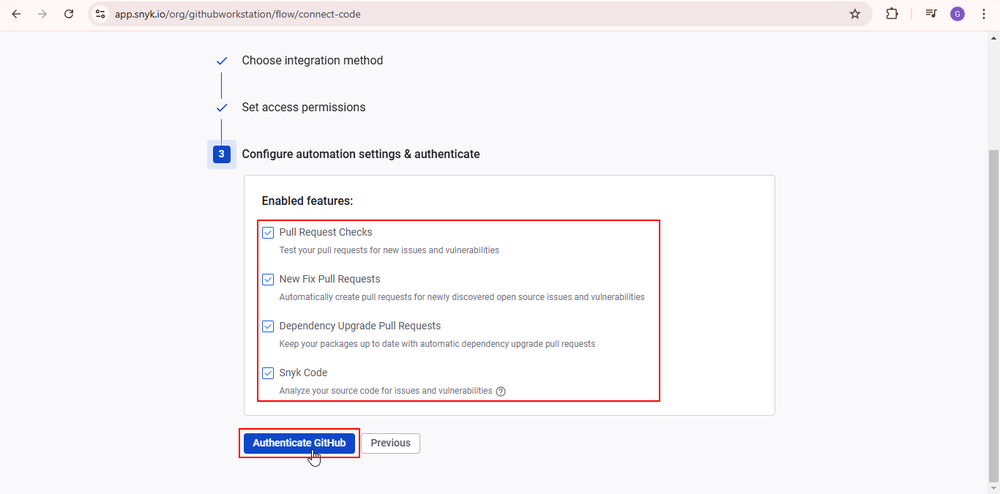 app.snyk.io/org/githubworkstation/flow/connect-code
G
Choose integration method
Set access permissions
3
Configure automation settings & authenticate
Enabled features:
Pull Request Checks
Test your pull requests for new issues and vulnerabilities
New Fix Pull Requests
Automatically create pull requests for newly discovered open source issues and vulnerabilities
Dependency Upgrade Pull Requests
Keep your packages up to date with automatic dependency upgrade pull requests
Snyk Code
Analyze your source code for issues and vulnerabilities ?
Authenticate GitHub
Previous